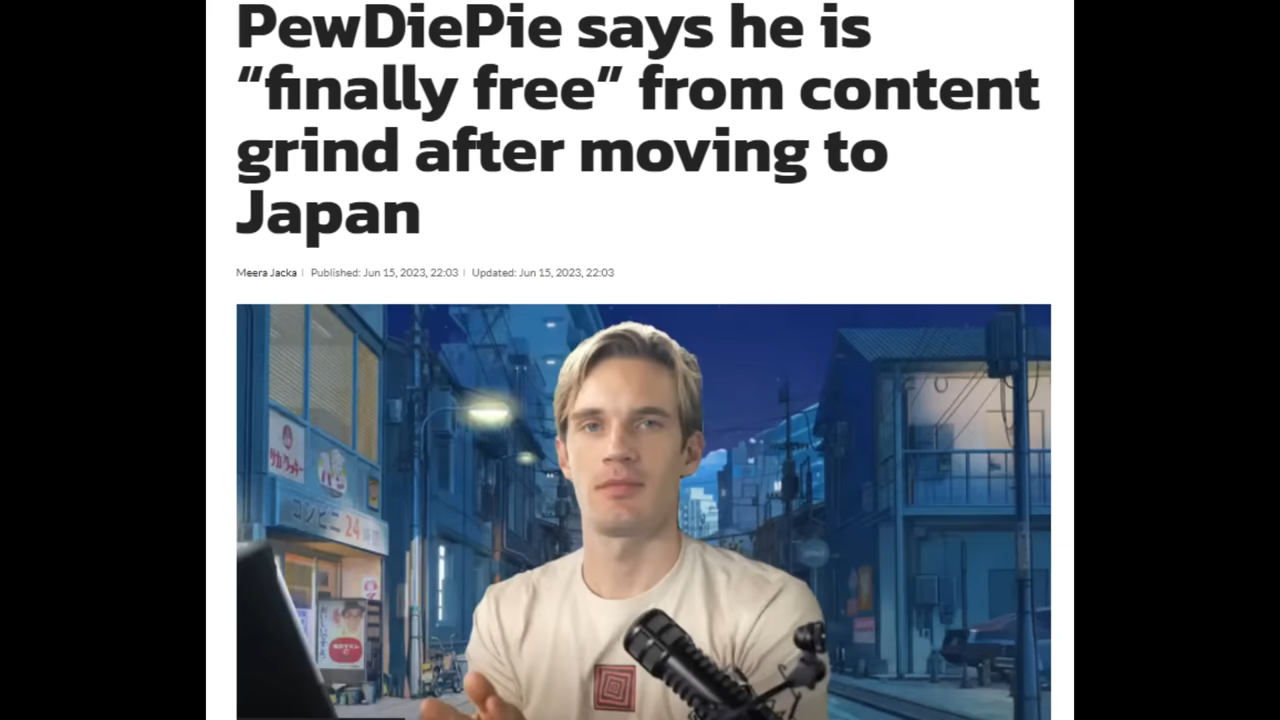 PewDiePie says he is
“finally free” from content
grind after moving to
Japan
Meera Jacka | Published: Jun 15, 2023, 22:03 | Updated: Jun 15, 2023, 22:03
コンビニ 24